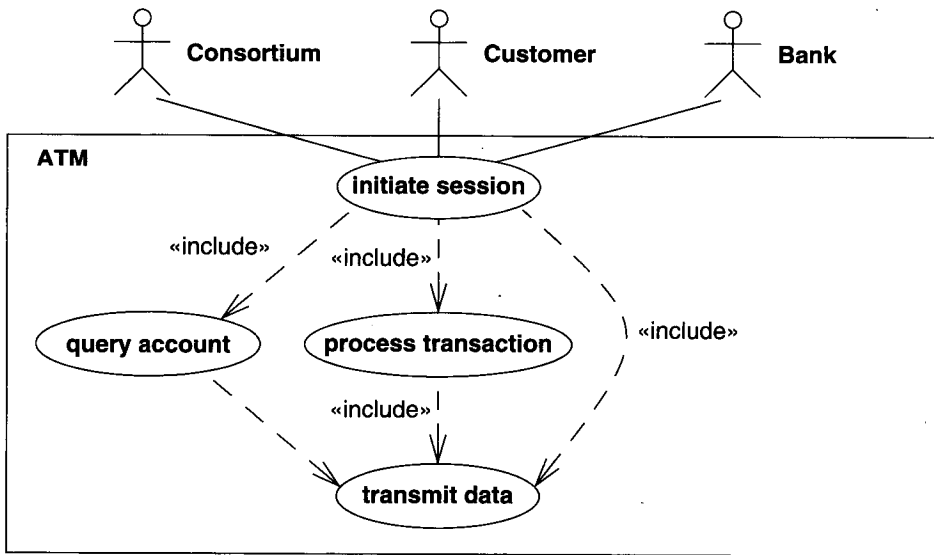 Consortium
Customer
Bank
ATM
initiate session
«include»
«include»
«include»
query account
process transaction
«include»
transmit data